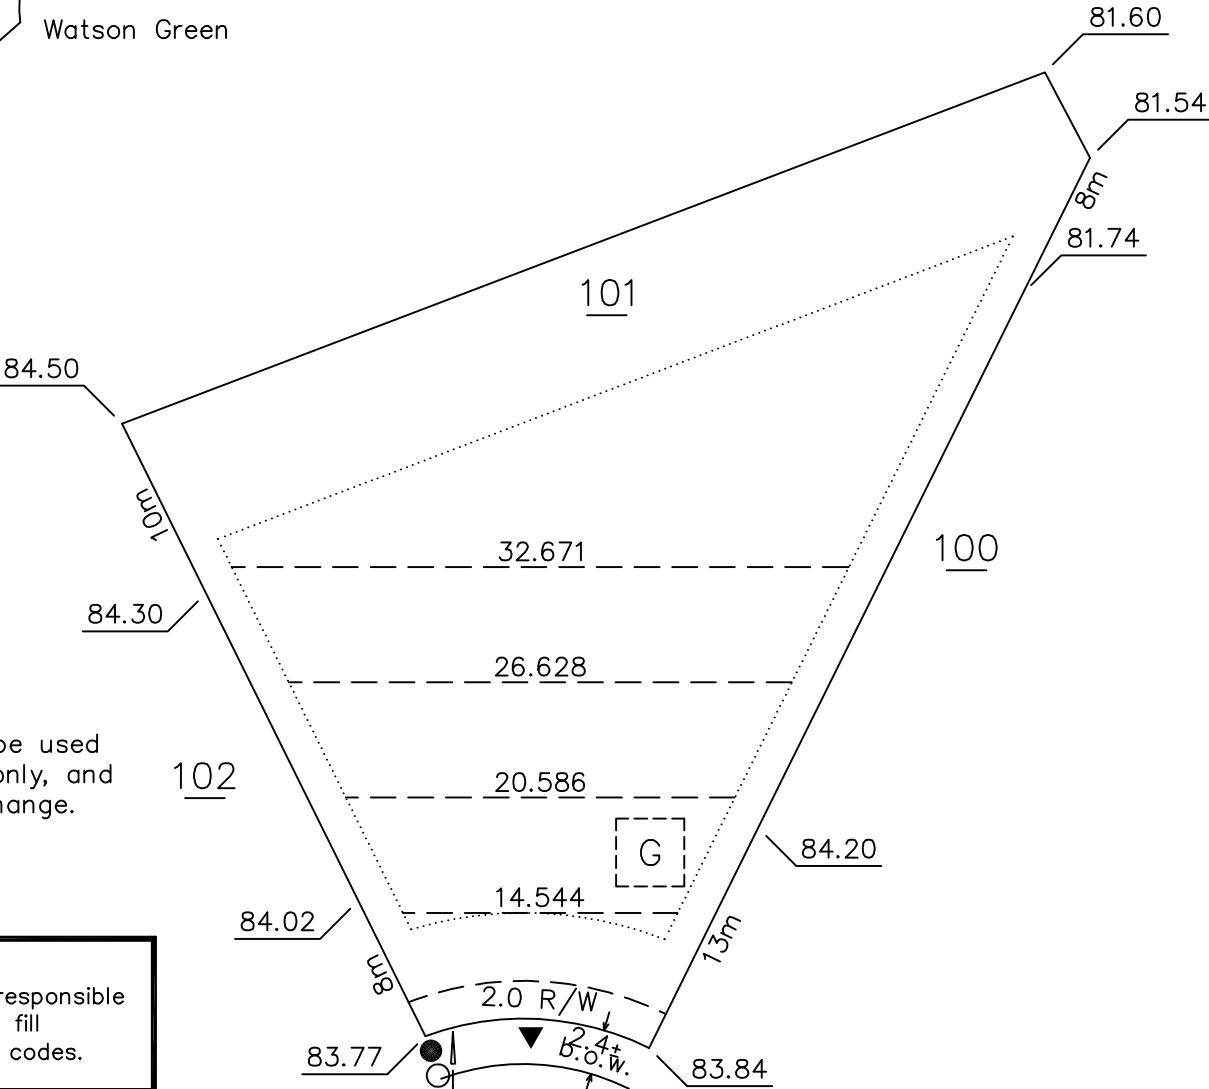 Watson Green
81.60
81.54
8m
81.74
101
84.50
10m
32.671
100
84.30
26.628
be used
only, and
102
20.586
G
84.20
14.544
84.02
13m
8m
responsible
fill
codes.
2.0 R/W
2.4±
b.o.w.
83.77
83.84